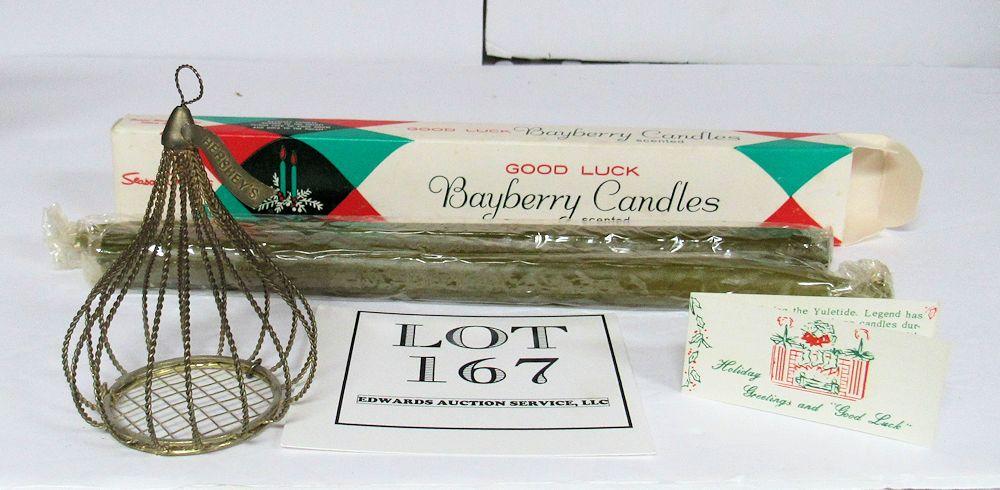 GOOD LUCK Bayberry Candles
scented
Seaso
GOOD LUCK
Bayberry Candles
scented
HERSHEY'S
LOT
167
EDWARDS AUCTION SERVICE, LLC
the Yuletide. Legend has
candles dur-
Holiday
Greetings and "Good Luck"